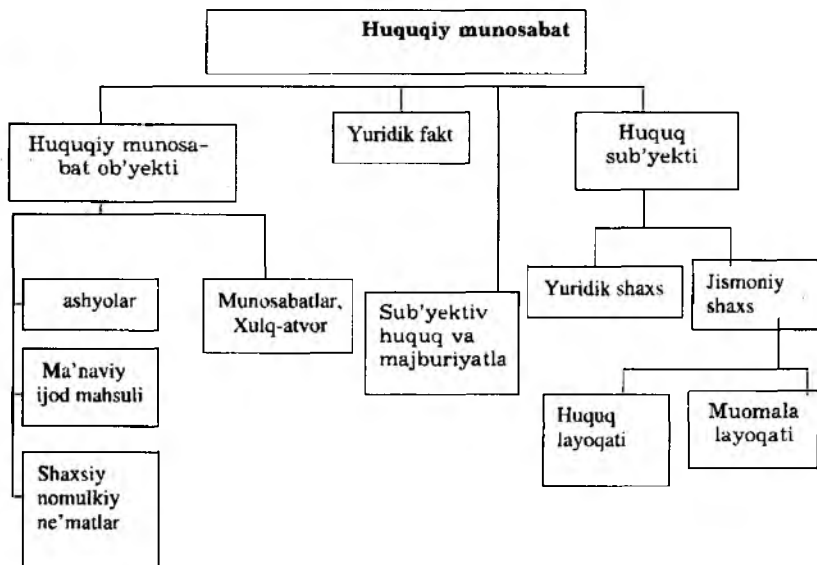 Huquqiy munosabat
Huquqiy munosa-
bat ob'yekti
Yuridik fakt
Huquq
sub'yekti
ashyolar
Munosabatlar,
Xulq-atvor
Sub'yektiv
huquq va
majburiyatla
Yuridik shaxs
Jismoniy
shaxs
Ma'naviy
ijod mahsuli
Huquq
layoqati
Muomala
layoqati
Shaxsiy
nomulkiy
ne'matlar